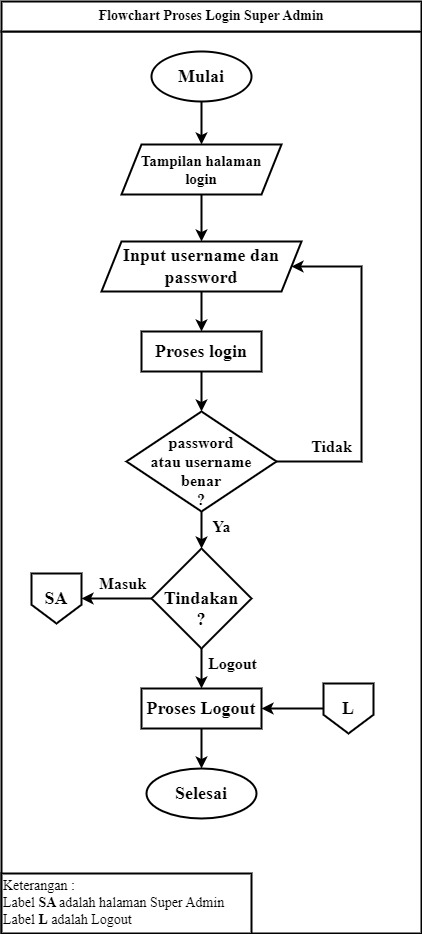 Flowchart Proses Login Super Admin
Mulai
Tampilan halaman
login
Input username dan
password
Proses login
password
atau username
benar
?
Tidak
Ya
Tindakan
?
Masuk
SA
Logout
Proses Logout
L
Selesai
Keterangan :
Label SA adalah halaman Super Admin
Label L adalah Logout